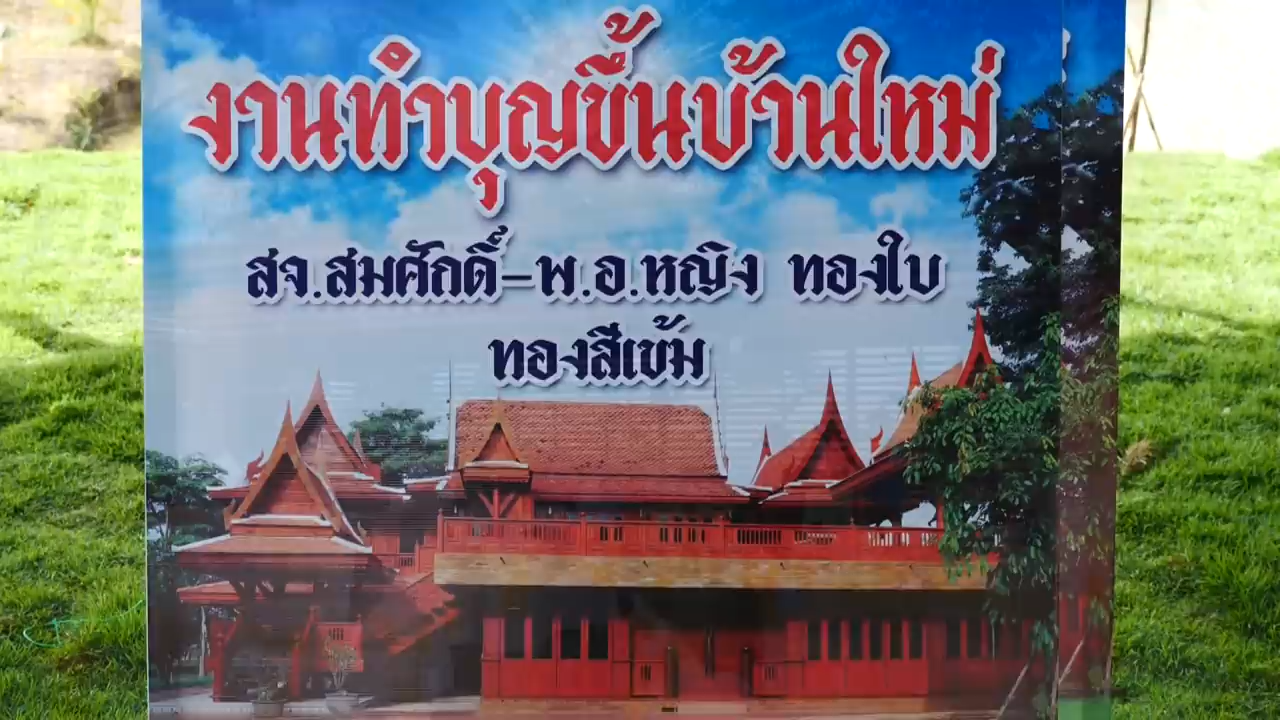 งานทำบุญขึ้นบ้านใหม่
สจ.สมศักดิ์-พ.อ.หญิง ทองใบ
ทองสีเข้ม